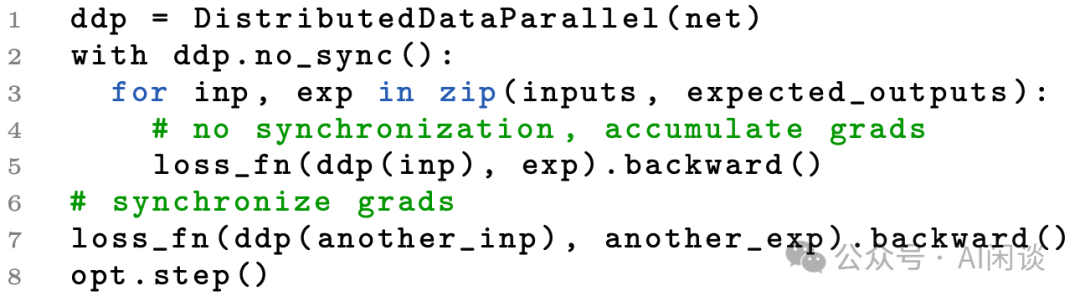 1 ddp = DistributedDataParallel(net)
2 with ddp.no_sync():
3   for inp, exp in zip(inputs, expected_outputs):
4     # no synchronization, accumulate grads
5     loss_fn(ddp(inp), exp).backward()
6 # synchronize grads
7 loss_fn(ddp(another_inp), another_exp).backward()
8 opt.step()
公众号 · AI闲谈